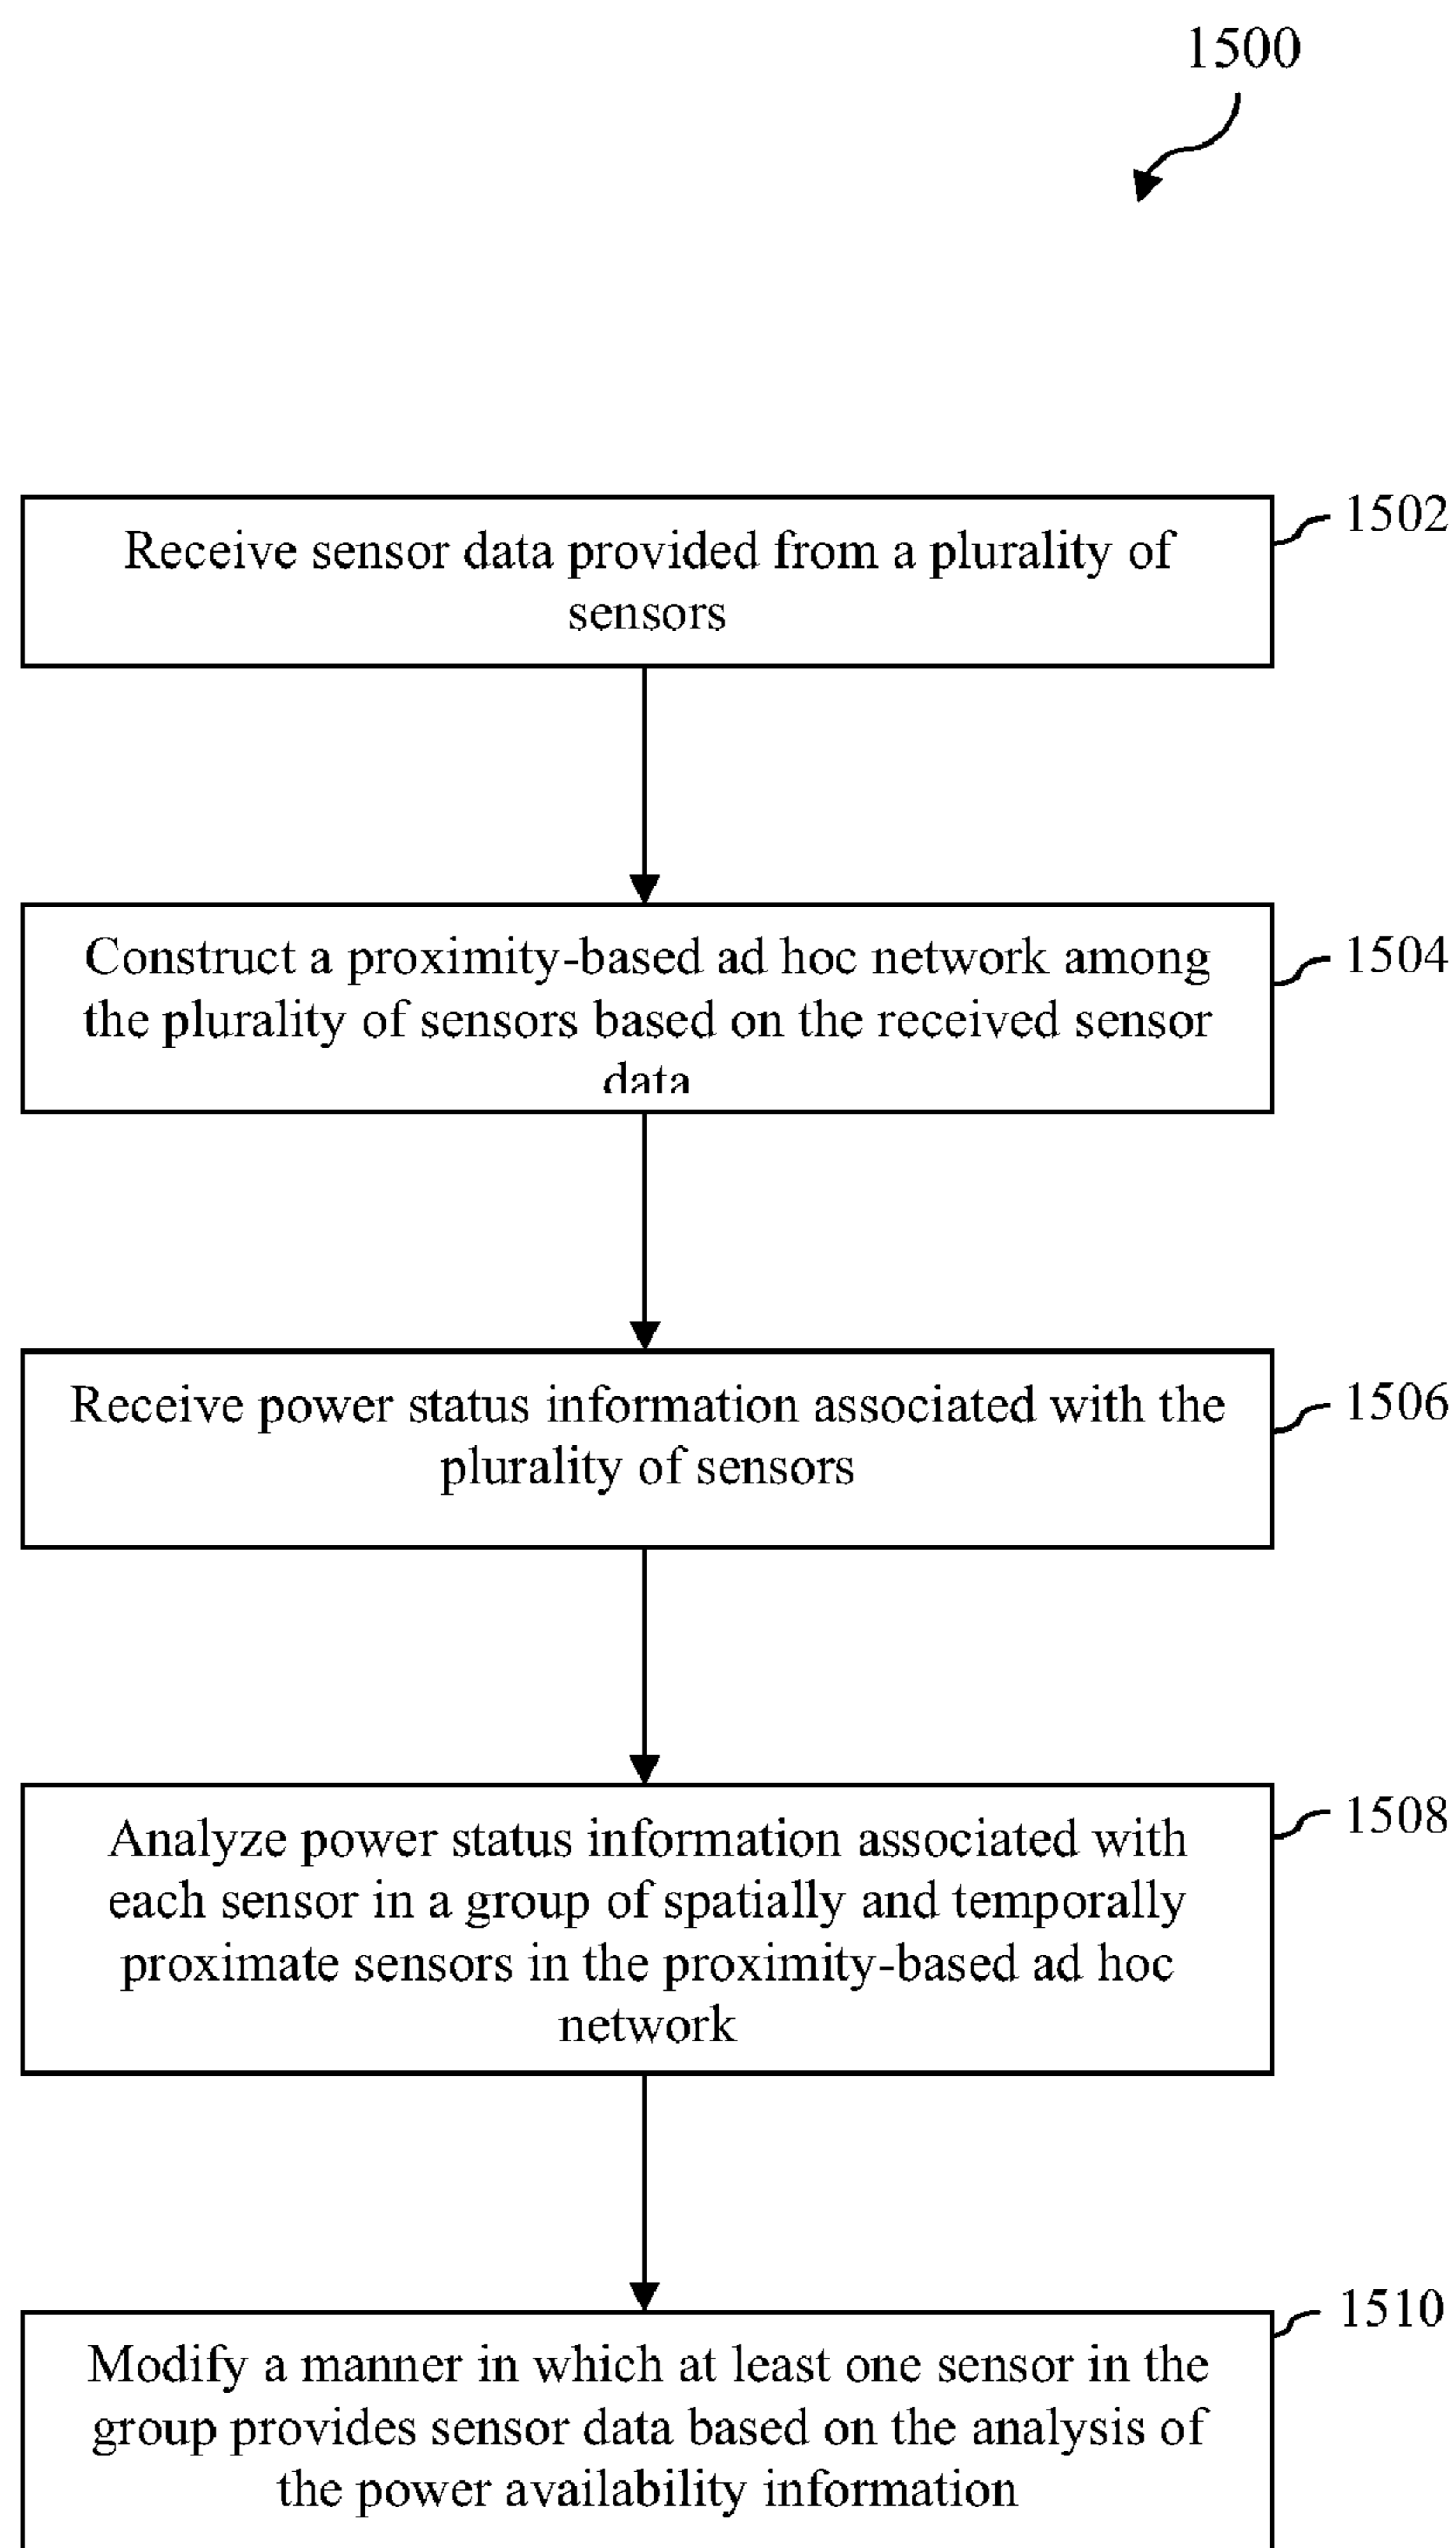 1500
Receive sensor data provided from a plurality of
sensors
1502
Construct a proximity-based ad hoc network among
the plurality of sensors based on the received sensor
data
1504
Receive power status information associated with the
plurality of sensors
1506
Analyze power status information associated with
each sensor in a group of spatially and temporally
proximate sensors in the proximity-based ad hoc
network
1508
Modify a manner in which at least one sensor in the
group provides sensor data based on the analysis of
the power availability information
1510